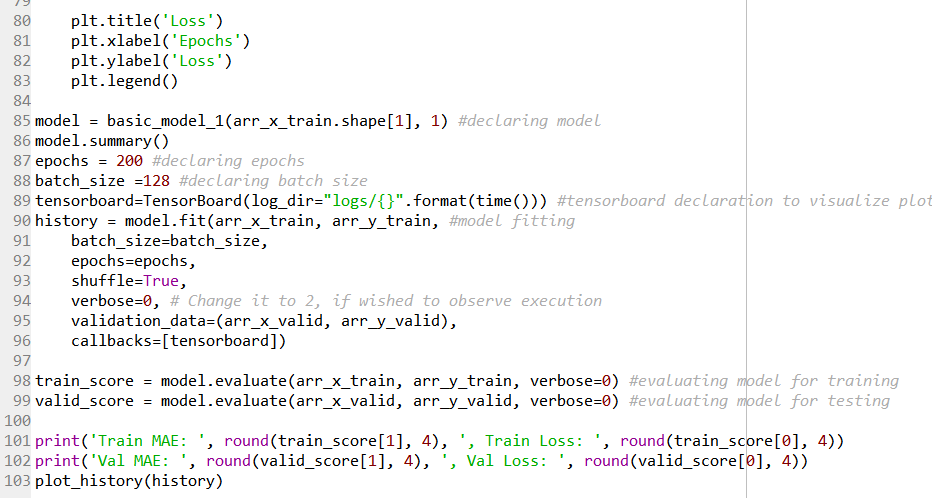 79
80     plt.title('Loss')
81     plt.xlabel('Epochs')
82     plt.ylabel('Loss')
83     plt.legend()
84
85 model = basic_model_1(arr_x_train.shape[1], 1) #declaring model
86 model.summary()
87 epochs = 200 #declaring epochs
88 batch_size =128 #declaring batch size
89 tensorboard=TensorBoard(log_dir="logs/{}".format(time())) #tensorboard declaration to visualize plot
90 history = model.fit(arr_x_train, arr_y_train, #model fitting
91     batch_size=batch_size,
92     epochs=epochs,
93     shuffle=True,
94     verbose=0, # Change it to 2, if wished to observe execution
95     validation_data=(arr_x_valid, arr_y_valid),
96     callbacks=[tensorboard])
97
98 train_score = model.evaluate(arr_x_train, arr_y_train, verbose=0) #evaluating model for training
99 valid_score = model.evaluate(arr_x_valid, arr_y_valid, verbose=0) #evaluating model for testing
100
101 print('Train MAE: ', round(train_score[1], 4), ', Train Loss: ', round(train_score[0], 4))
102 print('Val MAE: ', round(valid_score[1], 4), ', Val Loss: ', round(valid_score[0], 4))
103 plot_history(history)